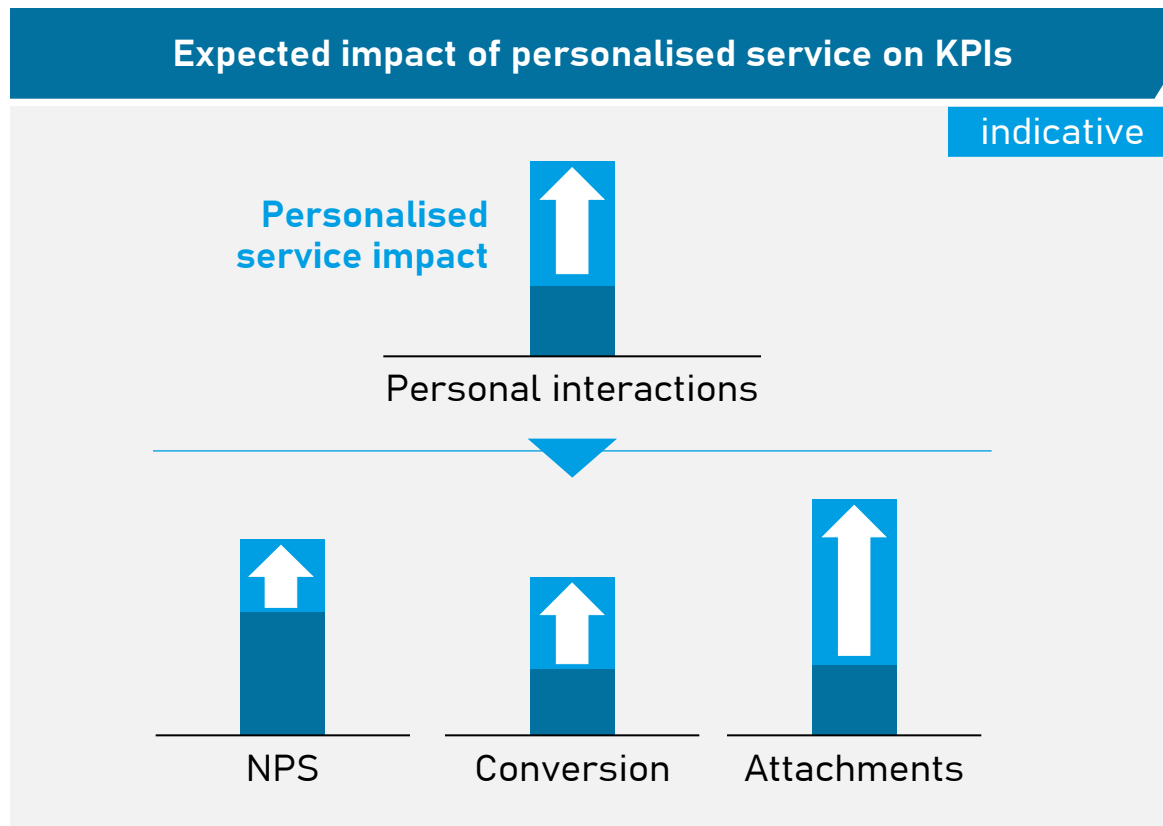 Expected impact of personalised service on KPIs
indicative
Personalised
service impact
Personal interactions
NPS
Conversion
Attachments